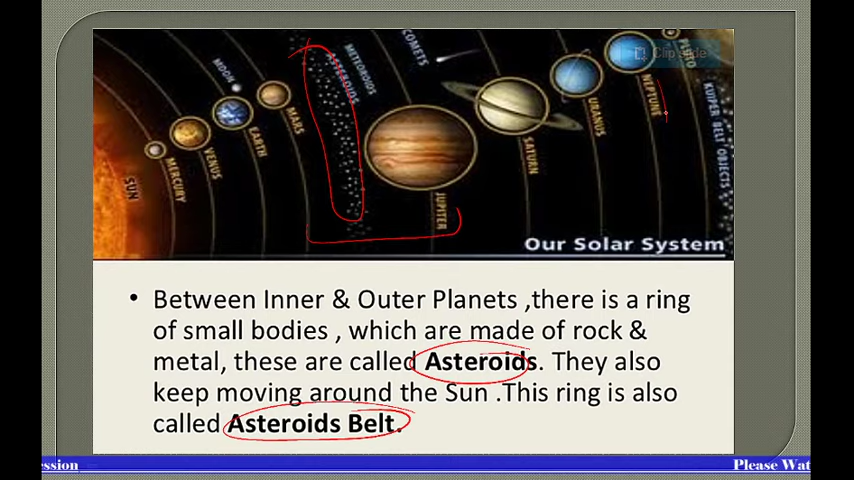 COMETS
METEOROIDS
ASTEROIDS
MOON
Clip slide
PLUTO
NEPTUNE
URANUS
KUIPER BELT OBJECTS
MARS
EARTH
VENUS
MERCURY
SUN
SATURN
JUPITER
Our Solar System
• Between Inner & Outer Planets ,there is a ring
of small bodies , which are made of rock &
metal, these are called Asteroids. They also
keep moving around the Sun .This ring is also
called Asteroids Belt.
ession
Please Wat